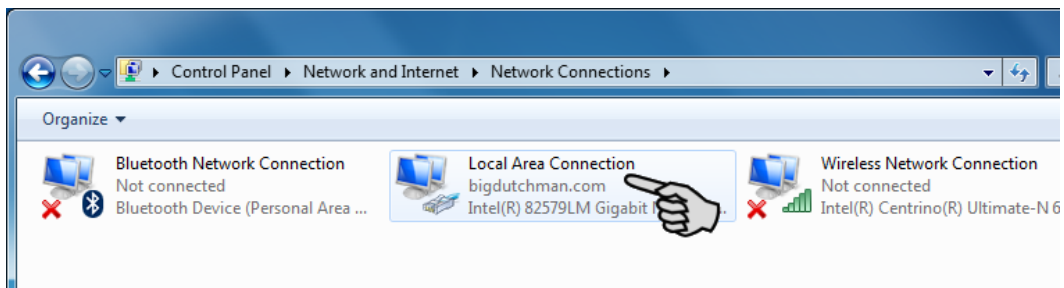 Control Panel Network and Internet Network Connections
Organize
Bluetooth Network Connection
Not connected
Bluetooth Device (Personal Area ...
Local Area Connection
bigdutchman.com
Intel(R) 82579LM Gigabit
Wireless Network Connection
Not connected
Intel(R) Centrino(R) Ultimate-N 6